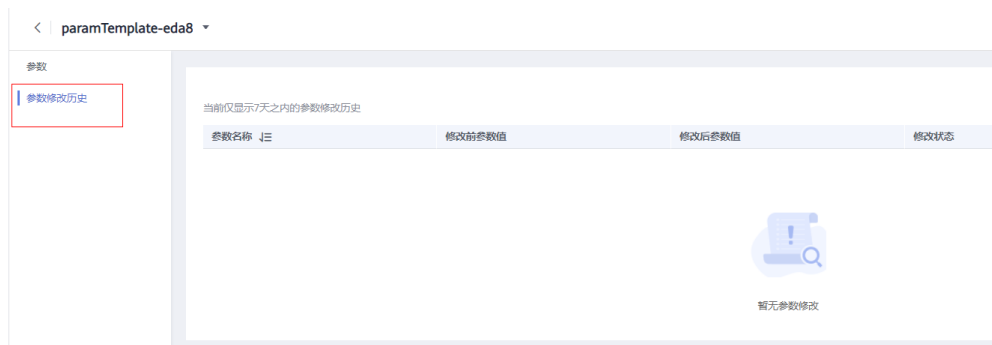 paramTemplate-eda8
参数
参数修改历史
当前仅显示7天之内的参数修改历史
参数名称 修改前参数值 修改后参数值 修改状态
暂无参数修改